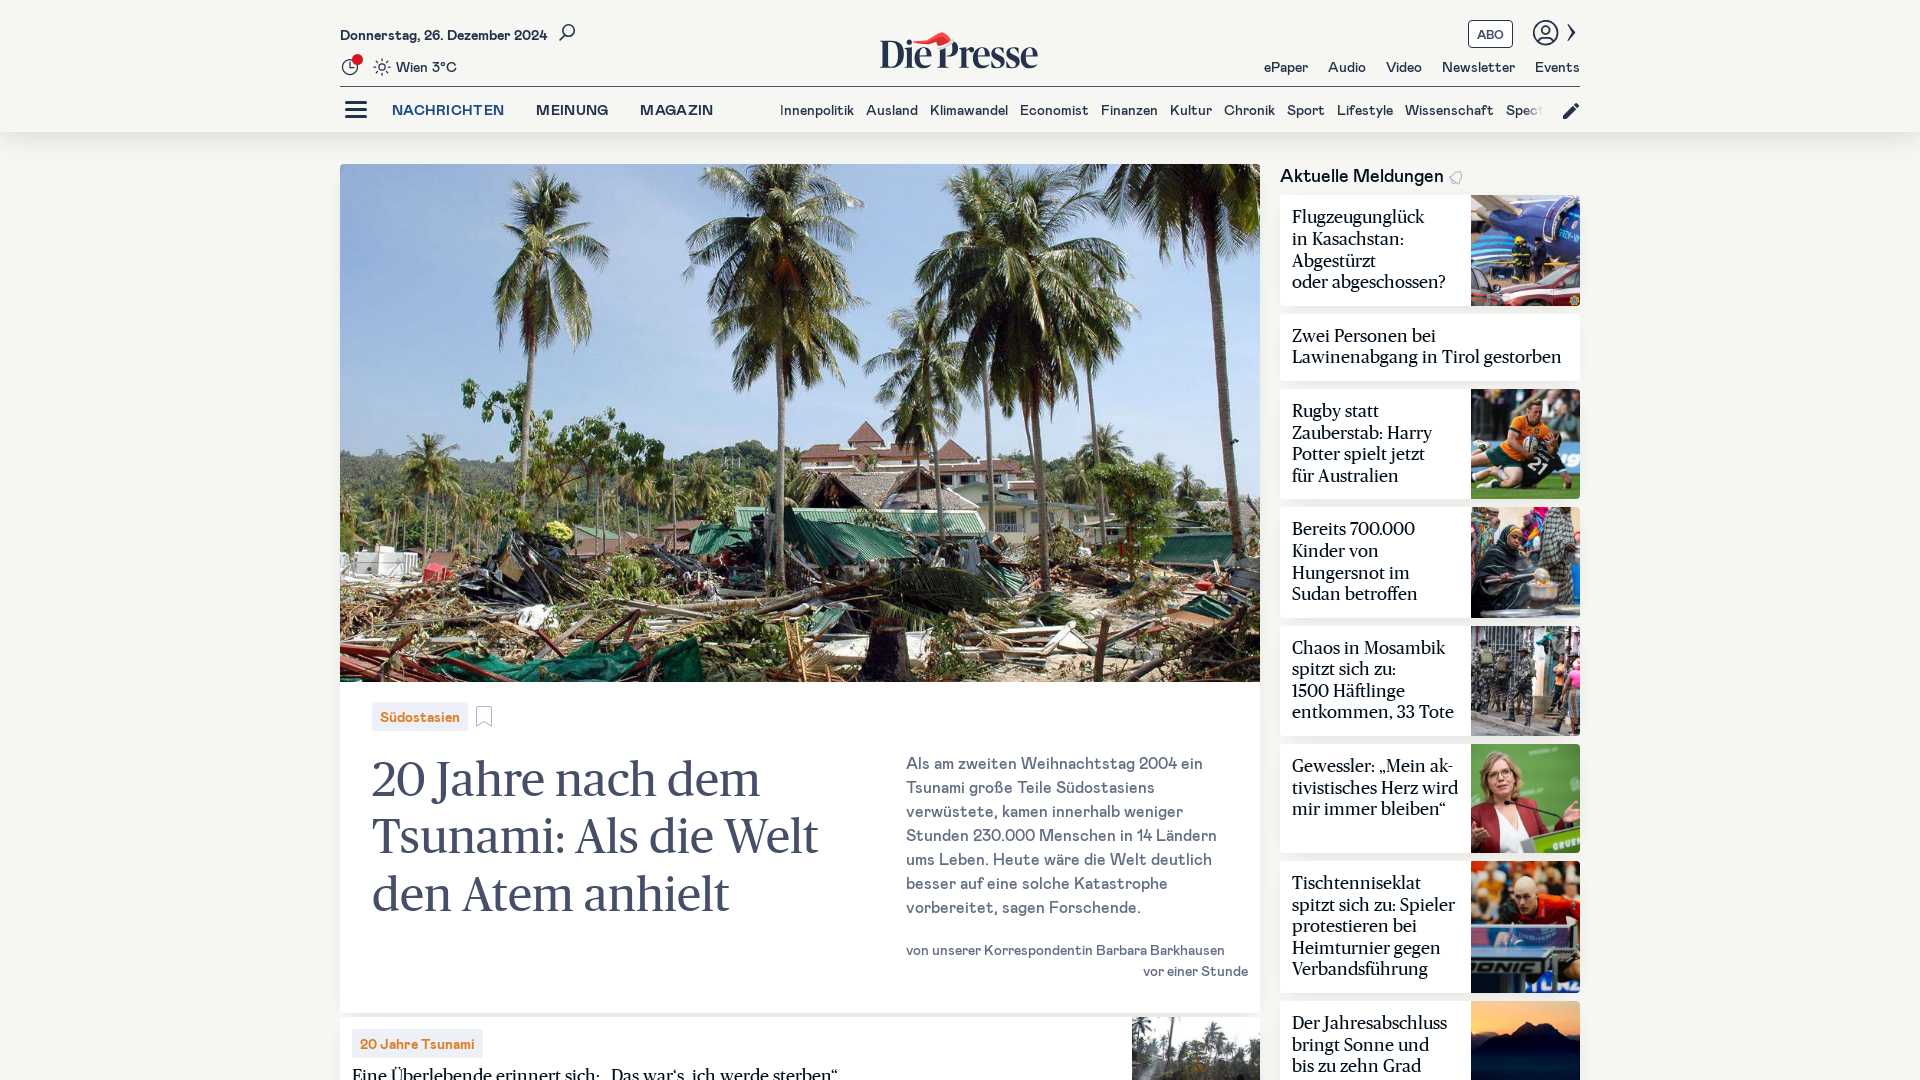 Donnerstag, 26. Dezember 2024
Wien 3°C
Die Presse
ABO
ePaper Audio Video Newsletter Events
NACHRICHTEN MEINUNG MAGAZIN
Innenpolitik Ausland Klimawandel Economist Finanzen Kultur Chronik Sport Lifestyle Wissenschaft Spect
Südostasien
20 Jahre nach dem
Tsunami: Als die Welt
den Atem anhielt
Als am zweiten Weihnachtstag 2004 ein
Tsunami große Teile Südostasiens
verwüstete, kamen innerhalb weniger
Stunden 230.000 Menschen in 14 Ländern
ums Leben. Heute wäre die Welt deutlich
besser auf eine solche Katastrophe
vorbereitet, sagen Forschende.
von unserer Korrespondentin Barbara Barkhausen
vor einer Stunde
20 Jahre Tsunami
Eine Überlebende erinnert sich: „Das war's, ich werde sterben“
Aktuelle Meldungen
Flugzeugunglück
in Kasachstan:
Abgestürzt
oder abgeschossen?
Zwei Personen bei
Lawinenabgang in Tirol gestorben
Rugby statt
Zauberstab: Harry
Potter spielt jetzt
für Australien
21
Bereits 700.000
Kinder von
Hungersnot im
Sudan betroffen
Chaos in Mosambik
spitzt sich zu:
1500 Häftlinge
entkommen, 33 Tote
Gewessler: „Mein ak-
tivistisches Herz wird
mir immer bleiben“
GRUEN
Tischtenniseklat
spitzt sich zu: Spieler
protestieren bei
Heimturnier gegen
Verbandsführung
DONIC
Der Jahresabschluss
bringt Sonne und
bis zu zehn Grad